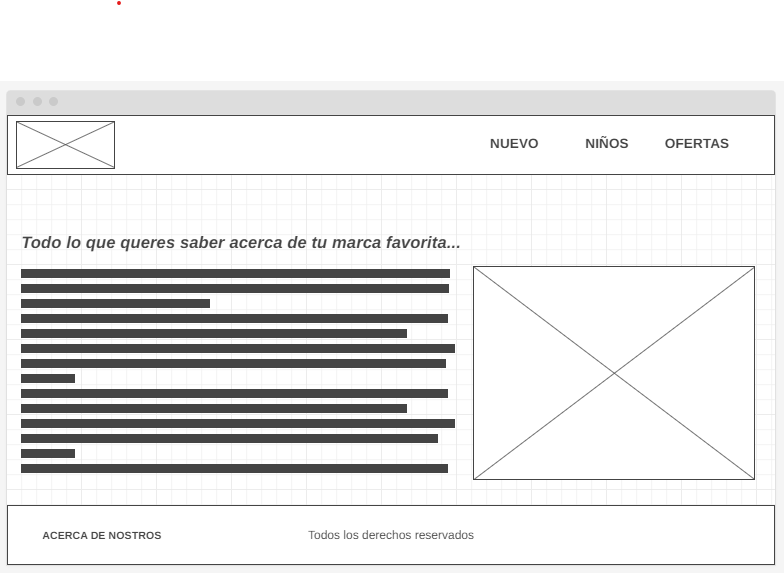 NUEVO NIÑOS OFERTAS
Todo lo que queres saber acerca de tu marca favorita...
ACERCA DE NOSTROS Todos los derechos reservados